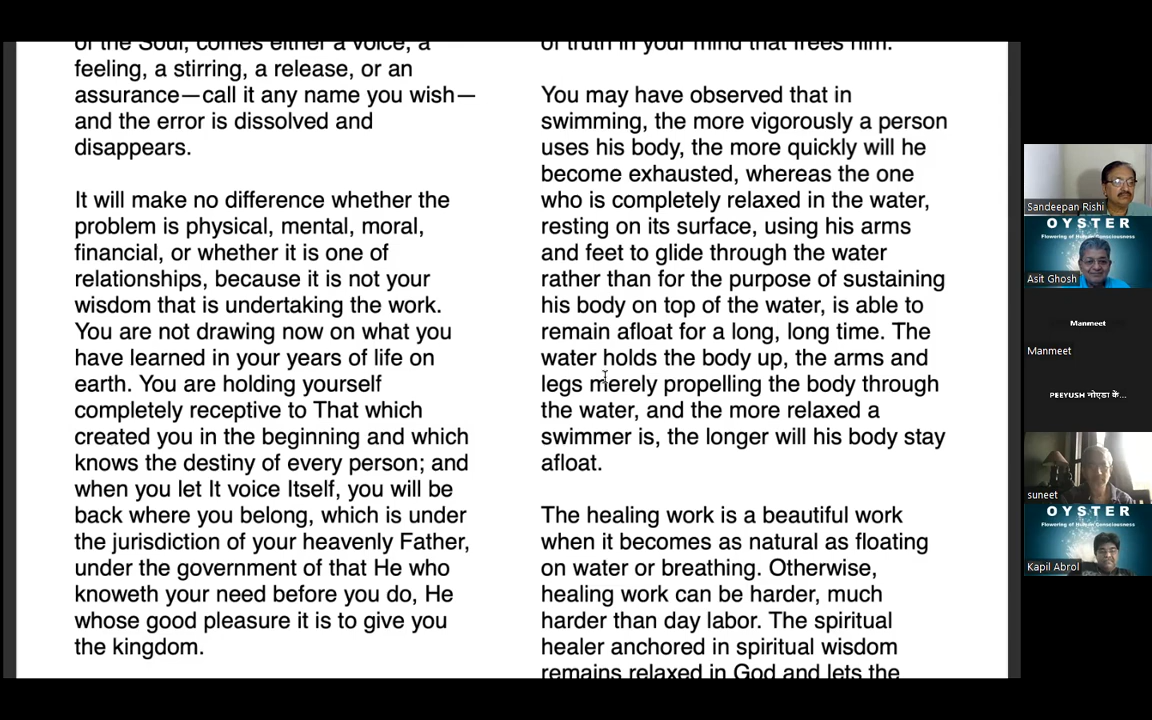 of the Soul, comes either a voice, a
feeling, a stirring, a release, or an
assurance—call it any name you wish—
and the error is dissolved and
disappears.
It will make no difference whether the
problem is physical, mental, moral,
financial, or whether it is one of
relationships, because it is not your
wisdom that is undertaking the work.
You are not drawing now on what you
have learned in your years of life on
earth. You are holding yourself
completely receptive to That which
created you in the beginning and which
knows the destiny of every person; and
when you let It voice Itself, you will be
back where you belong, which is under
the jurisdiction of your heavenly Father,
under the government of that He who
knoweth your need before you do, He
whose good pleasure it is to give you
the kingdom.
of truth in your mind that frees him.
You may have observed that in
swimming, the more vigorously a person
uses his body, the more quickly will he
become exhausted, whereas the one
who is completely relaxed in the water,
resting on its surface, using his arms
and feet to glide through the water
rather than for the purpose of sustaining
his body on top of the water, is able to
remain afloat for a long, long time. The
water holds the body up, the arms and
legs merely propelling the body through
the water, and the more relaxed a
swimmer is, the longer will his body stay
afloat.
The healing work is a beautiful work
when it becomes as natural as floating
on water or breathing. Otherwise,
healing work can be harder, much
harder than day labor. The spiritual
healer anchored in spiritual wisdom
remains relaxed in God and lets the
Sandeepan Rishi
OYSTER
Flowering of Human Consciousness
Asit Ghosh
Manmeet
Manmeet
PEEYUSH नोएडा कें...
suneet
OYSTER
Flowering of Human Consciousness
Kapil Abrol